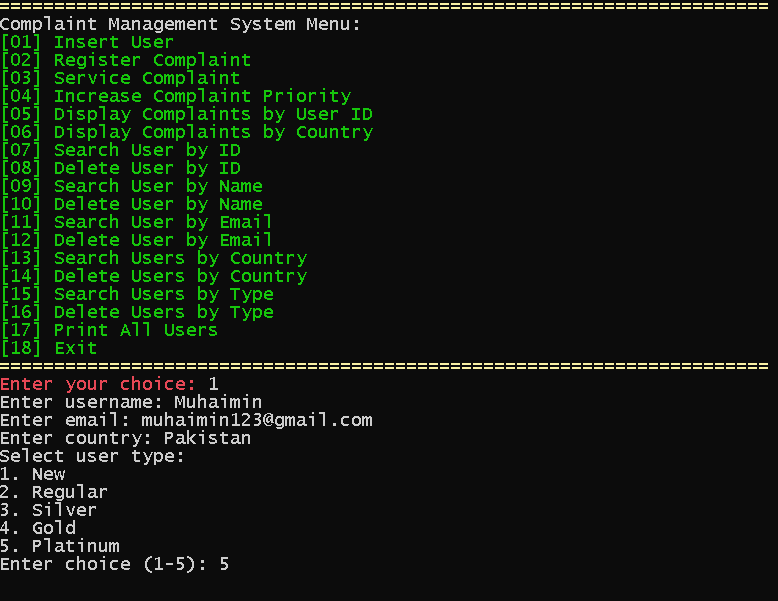 ======================================================================
Complaint Management System Menu:
[01] Insert User
[02] Register Complaint
[03] Service Complaint
[04] Increase Complaint Priority
[05] Display Complaints by User ID
[06] Display Complaints by Country
[07] Search User by ID
[08] Delete User by ID
[09] Search User by Name
[10] Delete User by Name
[11] Search User by Email
[12] Delete User by Email
[13] Search Users by Country
[14] Delete Users by Country
[15] Search Users by Type
[16] Delete Users by Type
[17] Print All Users
[18] Exit
======================================================================
Enter your choice: 1
Enter username: Muhaimin
Enter email: muhaimin123@gmail.com
Enter country: Pakistan
Select user type:
1. New
2. Regular
3. Silver
4. Gold
5. Platinum
Enter choice (1-5): 5